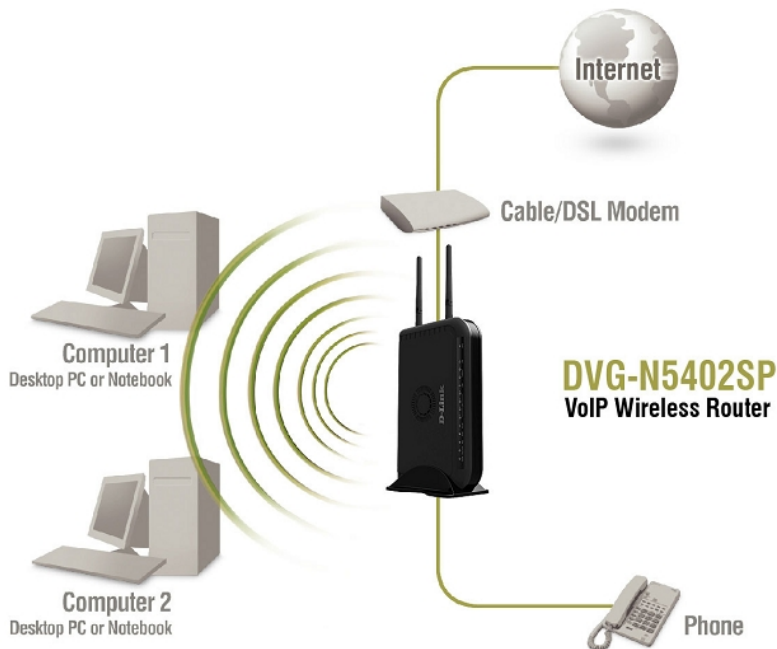 Internet
Cable/DSL Modem
Computer 1
Desktop PC or Notebook
D-Link
DVG-N5402SP
VoIP Wireless Router
Computer 2
Desktop PC or Notebook
Phone